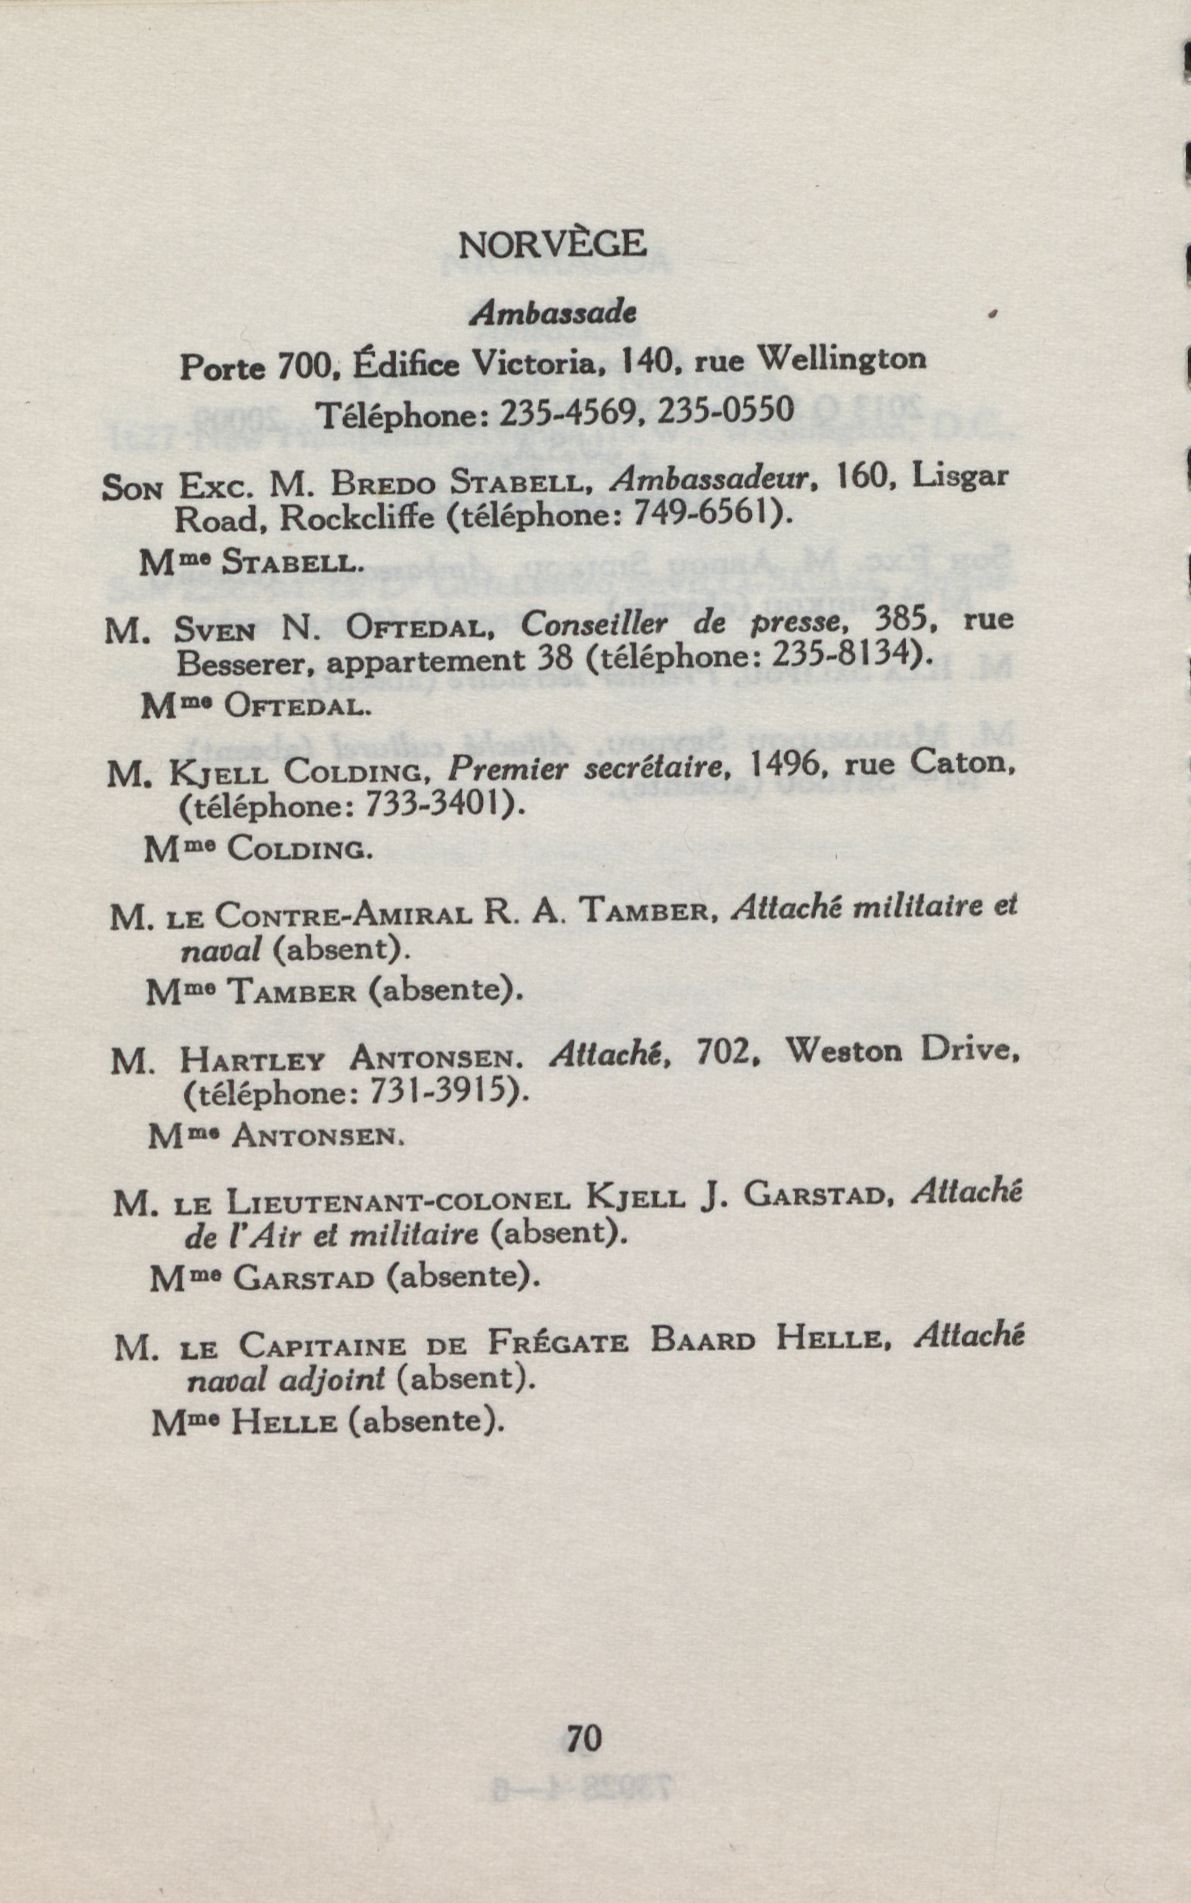 NORVÈGE
Ambassade
Porte 700, Édifice Victoria, 140, rue Wellington
Téléphone: 235-4569, 235-0550
SON EXC. M. BREDO STABELL, Ambassadeur, 160, Lisgar
Road, Rockcliffe (téléphone: 749-6561).
Mme STABELL.
M. SVEN N. OFTEDAL, Conseiller de presse, 385, rue
Besserer, appartement 38 (téléphone: 235-8134).
Mme OFTEDAL.
M. KJELL COLDING, Premier secrétaire, 1496, rue Caton,
(téléphone: 733-3401).
Mme COLDING.
M. LE CONTRE-AMIRAL R. A. TAMBER, Attaché militaire et
naval (absent).
Mme TAMBER (absente).
M. HARTLEY ANTONSEN. Attaché, 702, Weston Drive,
(téléphone: 731-3915).
Mme ANTONSEN.
M. LE LIEUTENANT-COLONEL KJELL J. GARSTAD, Attaché
de l'Air et militaire (absent).
Mme GARSTAD (absente).
M. LE CAPITAINE DE FRÉGATE BAARD HELLE, Attaché
naval adjoint (absent).
Mme HELLE (absente).
70